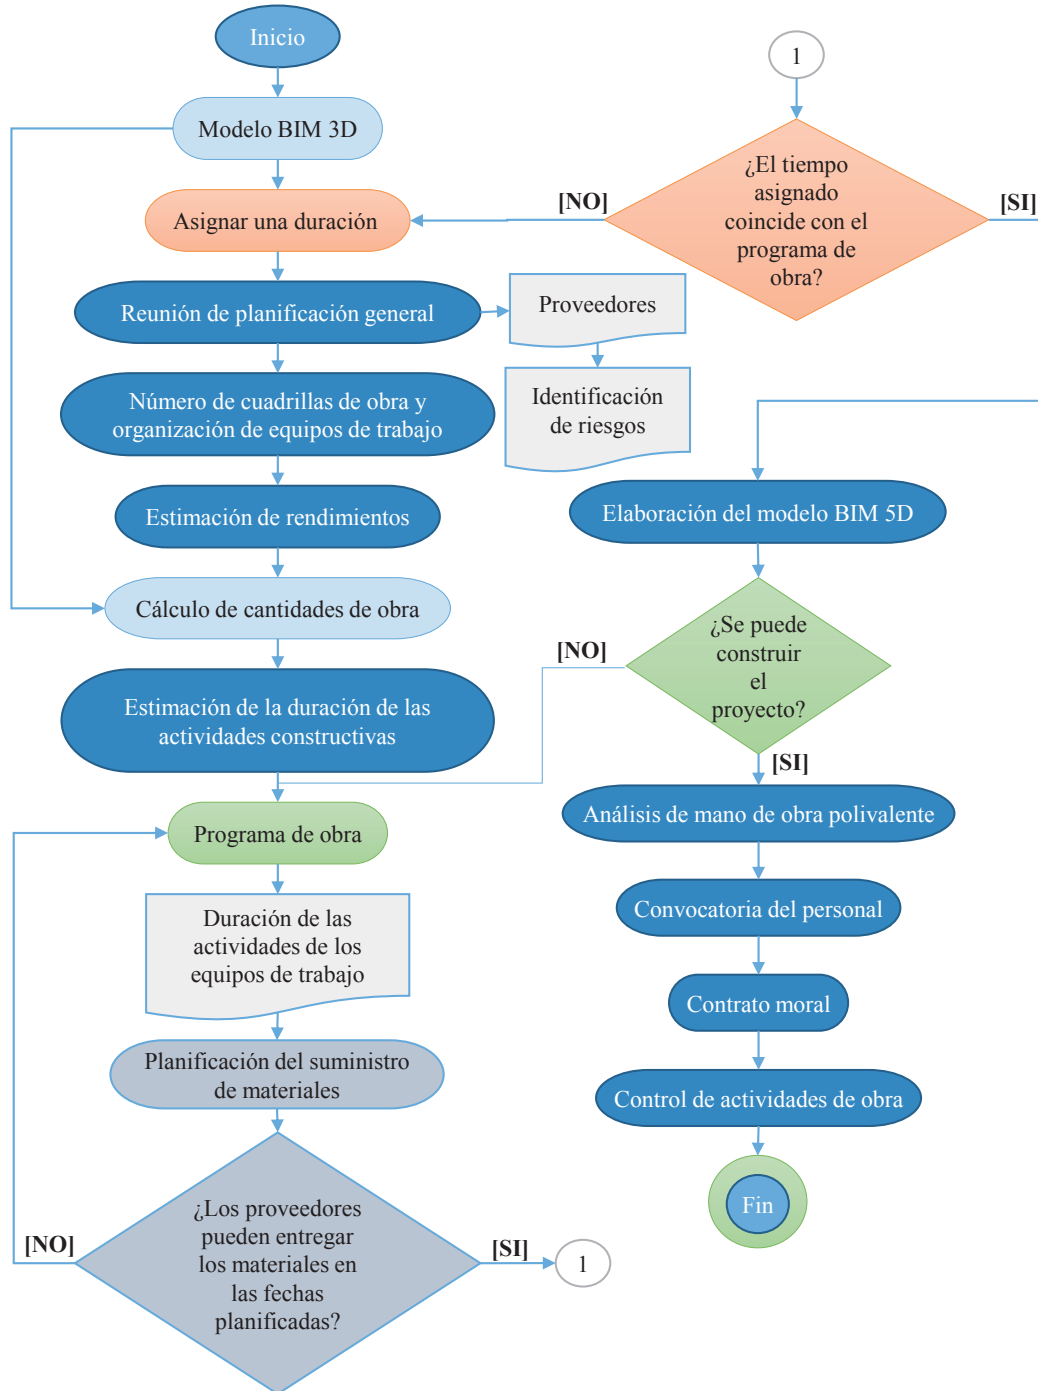 Inicio
Modelo BIM 3D
Asignar una duración
Reunión de planificación general
Proveedores
Identificación
de riesgos
Número de cuadrillas de obra y
organización de equipos de trabajo
Estimación de rendimientos
Cálculo de cantidades de obra
Estimación de la duración de las
actividades constructivas
Programa de obra
Duración de las
actividades de los
equipos de trabajo
Planificación del suministro
de materiales
¿Los proveedores
pueden entregar
los materiales en
las fechas
planificadas?
[NO]
[SI]
1
1
¿El tiempo
asignado
coincide con el
programa de
obra?
[NO]
[SI]
Elaboración del modelo BIM 5D
¿Se puede
construir
el
proyecto?
[NO]
[SI]
Análisis de mano de obra polivalente
Convocatoria del personal
Contrato moral
Control de actividades de obra
Fin